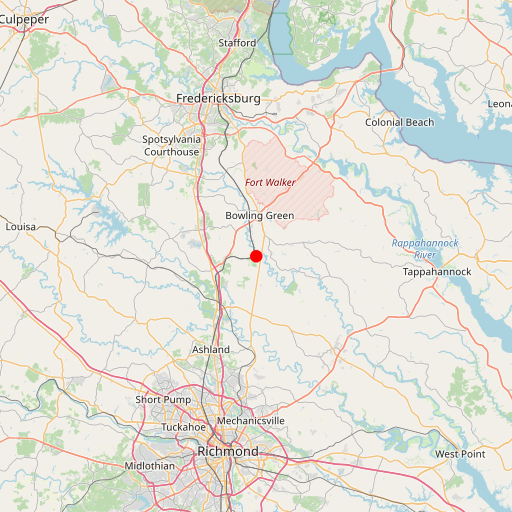 Culpeper
Stafford
Fredericksburg
Leona
Colonial Beach
Spotsylvania
Courthouse
Fort Walker
Bowling Green
Louisa
Rappahannock
River
Tappahannock
Ashland
Short Pump
Mechanicsville
Tuckahoe
Richmond
West Point
Midlothian